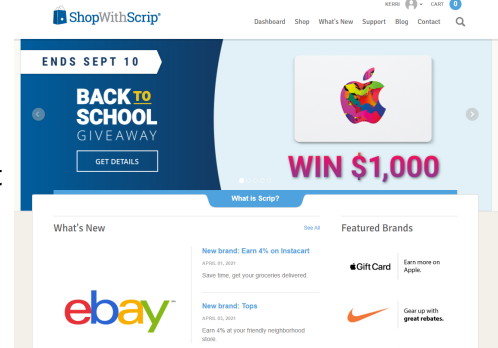 KERRI
CART 0
ShopWithScrip®
Dashboard Shop What's New Support Blog Contact
ENDS SEPT 10
BACK TO
SCHOOL
GIVEAWAY
GET DETAILS
WIN $1,000
What is Scrip?
What's New
See All
New brand: Earn 4% on Instacart
APRIL 01, 2021
Save time, get your groceries delivered.
ebay™
New brand: Tops
APRIL 03, 2021
Earn 4% at your friendly neighborhood
store.
Featured Brands
Gift Card
Earn more on
Apple.
Gear up with
great rebates.